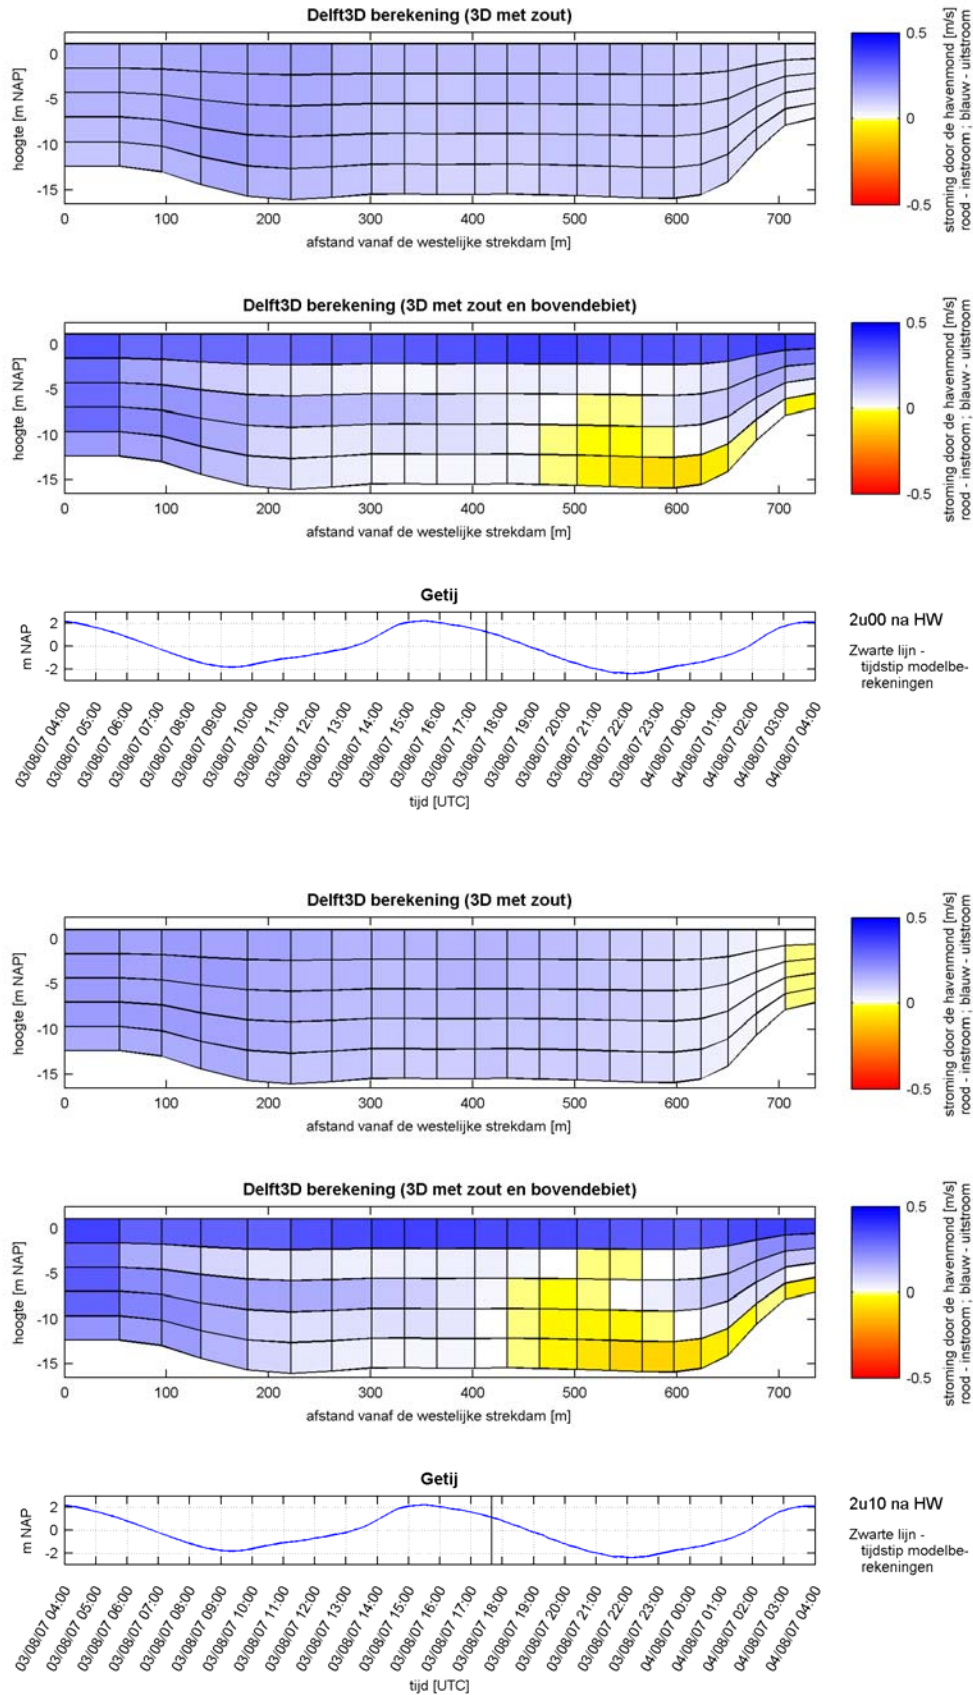 Delft3D berekening (3D met zout)
hoogte [m NAP]
0
-5
-10
-15
0 100 200 300 400 500 600 700
afstand vanaf de westelijke strekdam [m]
0.5
0
-0.5
stroming door de havenmond [m/s]
rood - instroom ; blauw - uitstroom
Delft3D berekening (3D met zout en bovendebiet)
hoogte [m NAP]
0
-5
-10
-15
0 100 200 300 400 500 600 700
afstand vanaf de westelijke strekdam [m]
0.5
0
-0.5
stroming door de havenmond [m/s]
rood - instroom ; blauw - uitstroom
Getij
m NAP
2
0
-2
03/08/07 04:00
03/08/07 05:00
03/08/07 06:00
03/08/07 07:00
03/08/07 08:00
03/08/07 09:00
03/08/07 10:00
03/08/07 11:00
03/08/07 12:00
03/08/07 13:00
03/08/07 14:00
03/08/07 15:00
03/08/07 16:00
03/08/07 17:00
03/08/07 18:00
03/08/07 19:00
03/08/07 20:00
03/08/07 21:00
03/08/07 22:00
03/08/07 23:00
04/08/07 00:00
04/08/07 01:00
04/08/07 02:00
04/08/07 03:00
04/08/07 04:00
tijd [UTC]
2u00 na HW
Zwarte lijn -
tijdstip modelbe-
rekeningen
Delft3D berekening (3D met zout)
hoogte [m NAP]
0
-5
-10
-15
0 100 200 300 400 500 600 700
afstand vanaf de westelijke strekdam [m]
0.5
0
-0.5
stroming door de havenmond [m/s]
rood - instroom ; blauw - uitstroom
Delft3D berekening (3D met zout en bovendebiet)
hoogte [m NAP]
0
-5
-10
-15
0 100 200 300 400 500 600 700
afstand vanaf de westelijke strekdam [m]
0.5
0
-0.5
stroming door de havenmond [m/s]
rood - instroom ; blauw - uitstroom
Getij
m NAP
2
0
-2
03/08/07 04:00
03/08/07 05:00
03/08/07 06:00
03/08/07 07:00
03/08/07 08:00
03/08/07 09:00
03/08/07 10:00
03/08/07 11:00
03/08/07 12:00
03/08/07 13:00
03/08/07 14:00
03/08/07 15:00
03/08/07 16:00
03/08/07 17:00
03/08/07 18:00
03/08/07 19:00
03/08/07 20:00
03/08/07 21:00
03/08/07 22:00
03/08/07 23:00
04/08/07 00:00
04/08/07 01:00
04/08/07 02:00
04/08/07 03:00
04/08/07 04:00
tijd [UTC]
2u10 na HW
Zwarte lijn -
tijdstip modelbe-
rekeningen